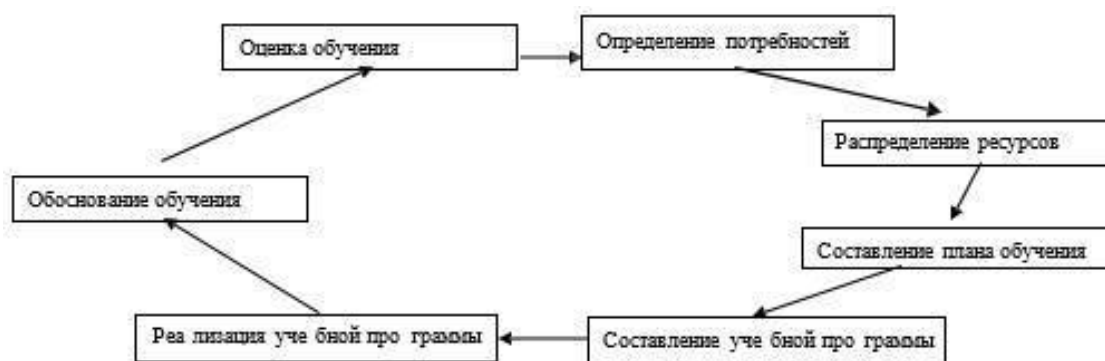 Оценка обучения
Определение потребностей
Распределение ресурсов
Обоснование обучения
Составление плана обучения
Реа лизация уче бной про граммы
Составление уче бной про граммы